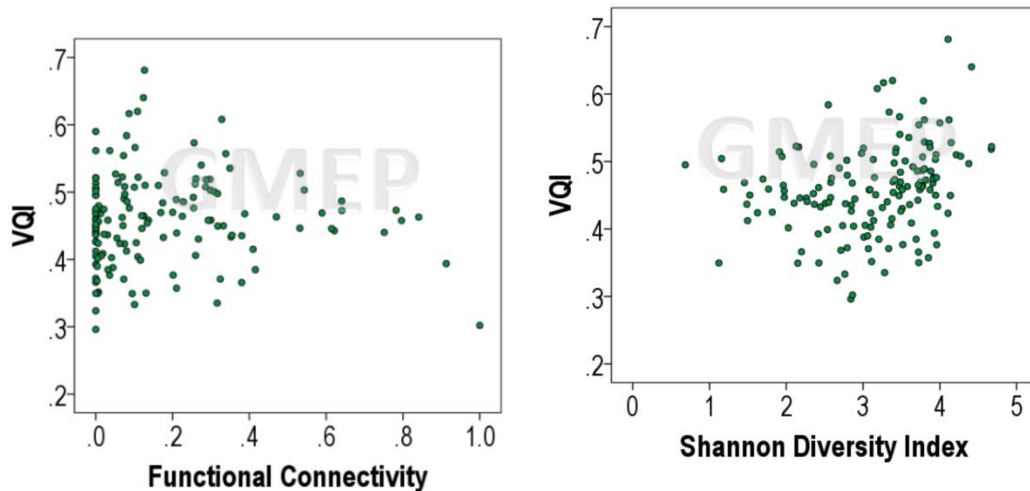 .7
.6
.5
.4
.3
.2
VQI
GMEP
.0 .2 .4 .6 .8 1.0
Functional Connectivity
.7
.6
.5
.4
.3
.2
VQI
GMEP
0 1 2 3 4 5
Shannon Diversity Index